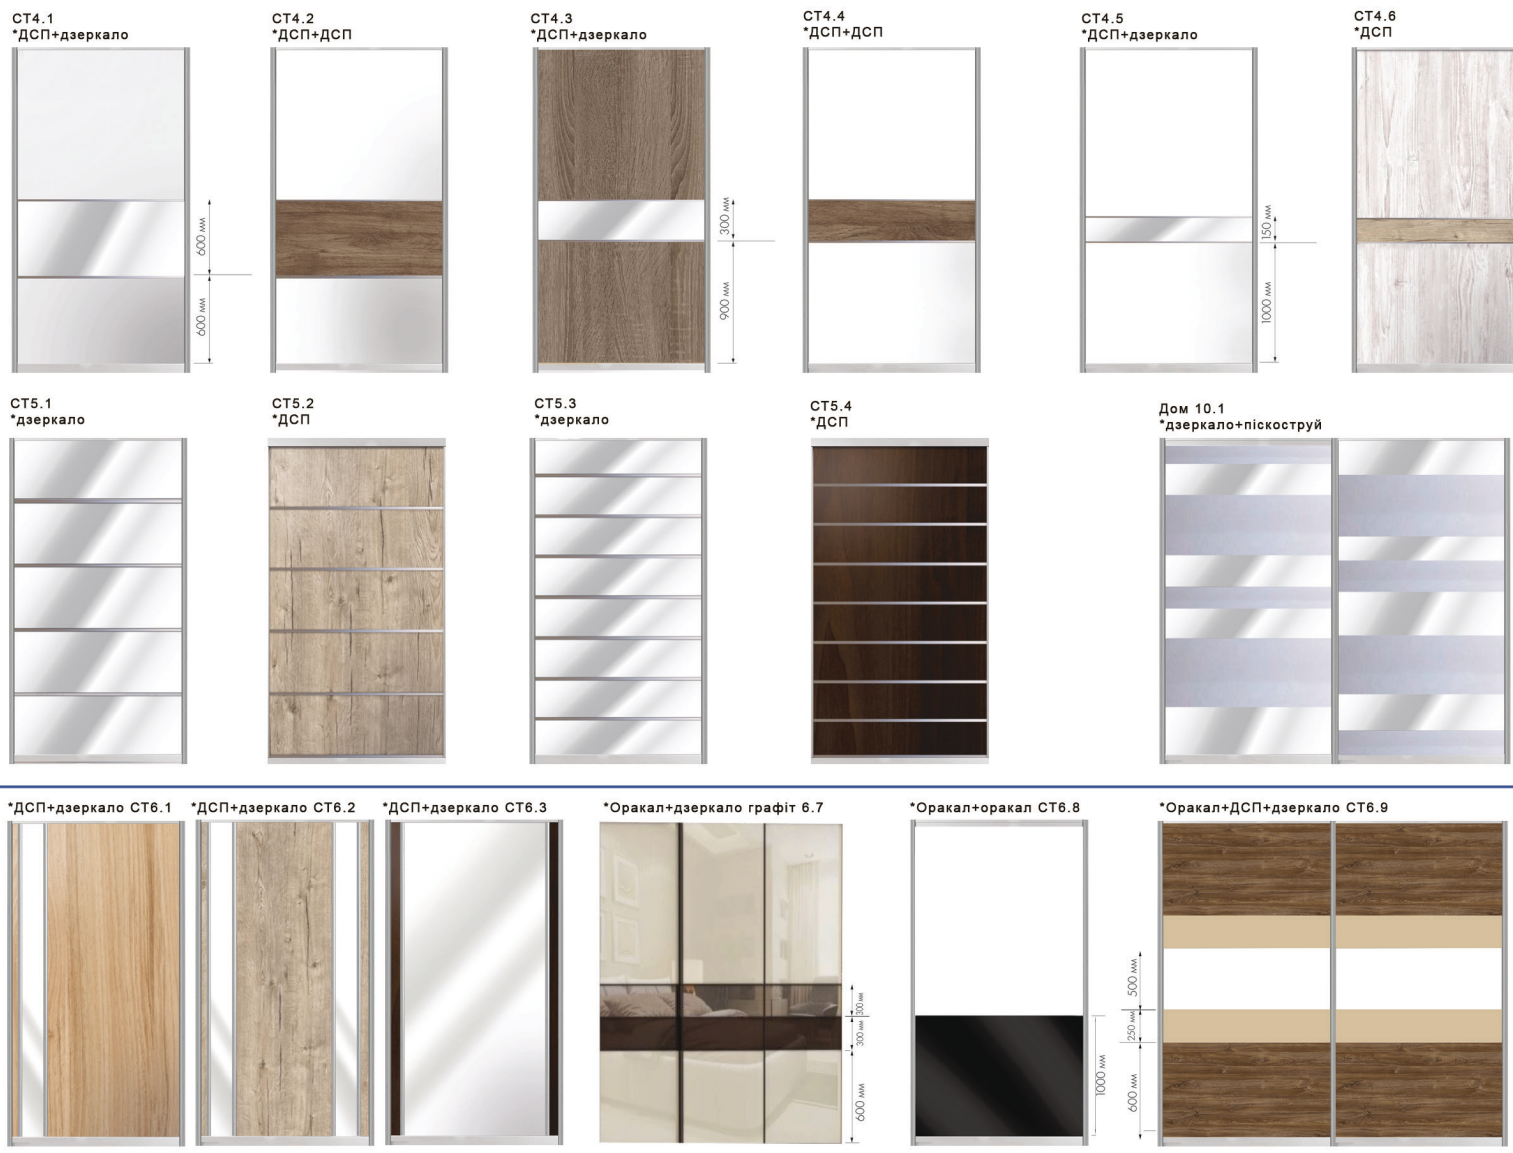 СТ4.1
*ДСП+дзеркало
СТ4.2
*ДСП+ДСП
СТ4.3
*ДСП+дзеркало
СТ4.4
*ДСП+ДСП
СТ4.5
*ДСП+дзеркало
СТ4.6
*ДСП
600 мм
600 мм
300 мм
900 мм
150 мм
1000 мм
СТ5.1
*дзеркало
СТ5.2
*ДСП
СТ5.3
*дзеркало
СТ5.4
*ДСП
Дом 10.1
*дзеркало+піскоструй
*ДСП+дзеркало СТ6.1
*ДСП+дзеркало СТ6.2
*ДСП+дзеркало СТ6.3
*Оракал+дзеркало графіт 6.7
*Оракал+оракал СТ6.8
*Оракал+ДСП+дзеркало СТ6.9
300 мм
300 мм
600 мм
1000 мм
500 мм
250 мм
600 мм